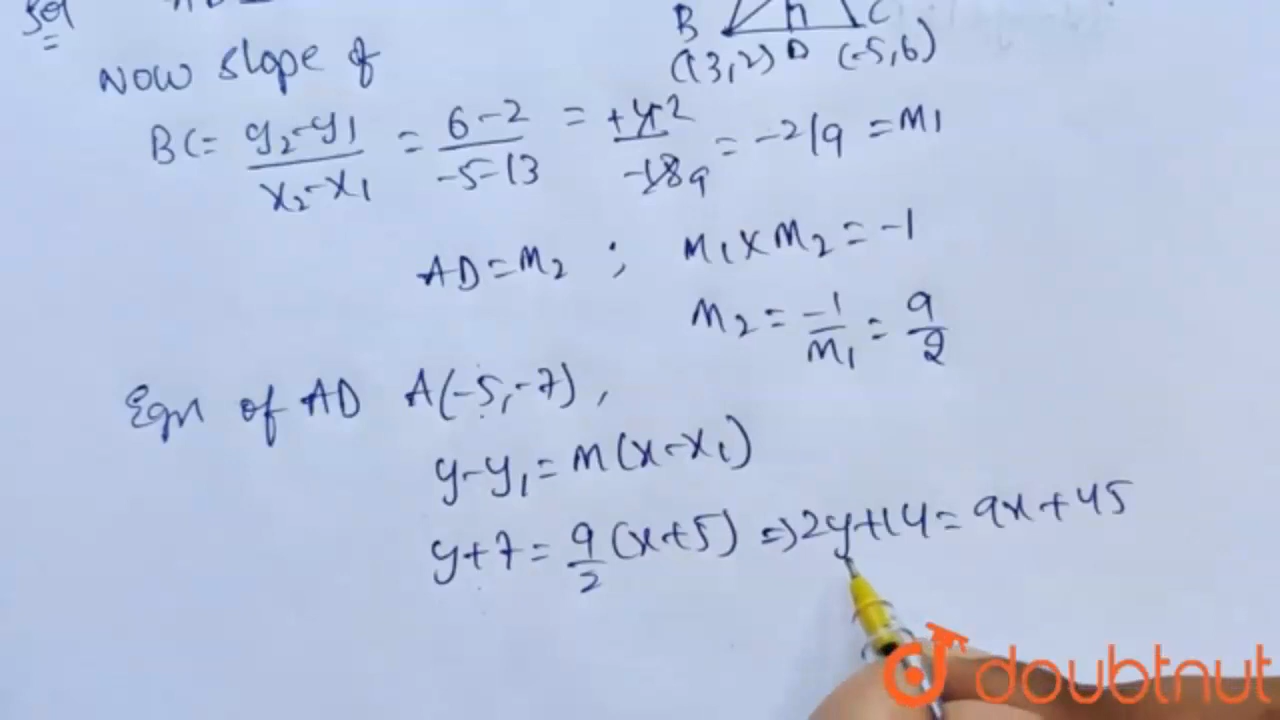 Sol
B C
(13,2) D (-5,6)
Now slope of
BC = y₂-y₁/x₂-x₁ = 6-2/-5-13 = +4 2/-18 9 = -2/9 = M₁
AD = M₂ ; M₁ x M₂ = -1
M₂ = -1/M₁ = 9/2
Eqn of AD A(-5,-7),
y-y₁ = m(x-x₁)
y+7 = 9/2 (x+5) ⇒ 2y+14 = 9x+45
doubtnut